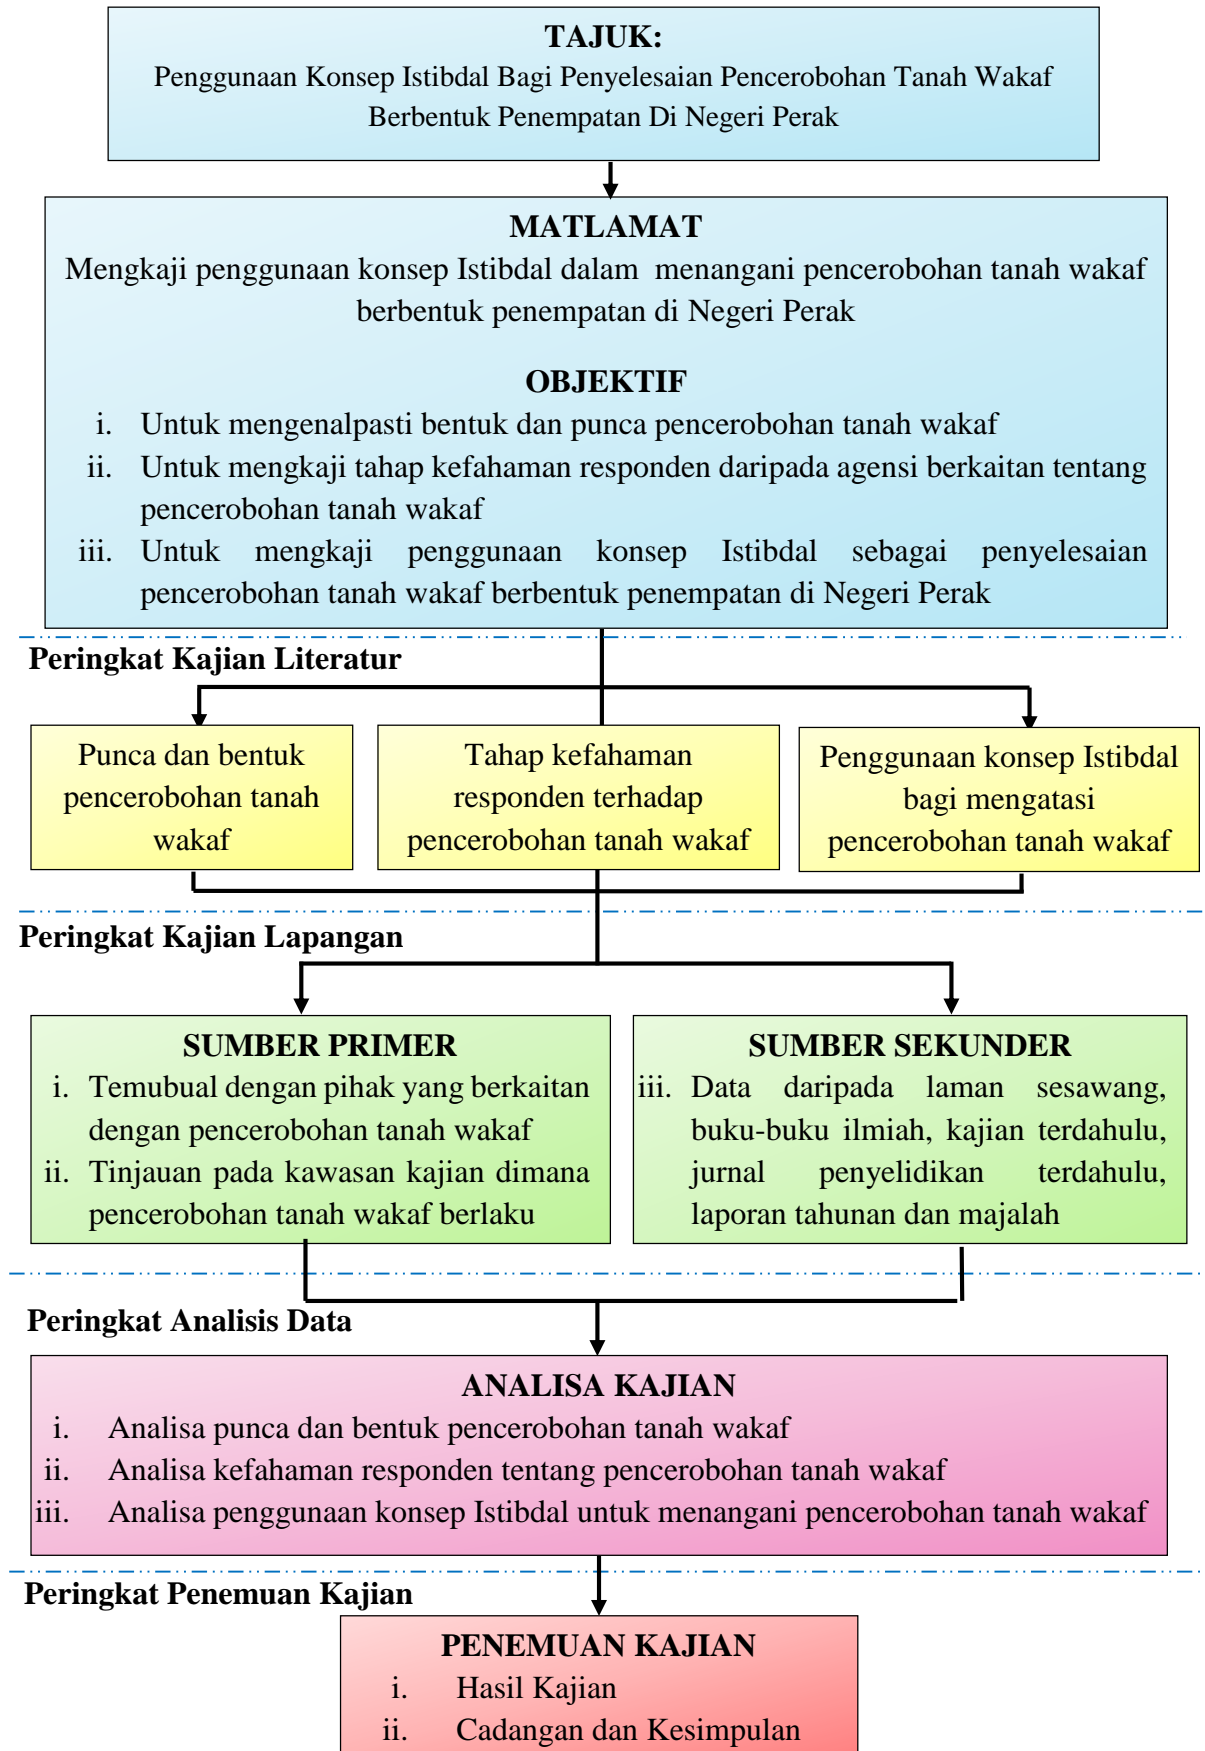 TAJUK:
Penggunaan Konsep Istibdal Bagi Penyelesaian Pencerobohan Tanah Wakaf
Berbentuk Penempatan Di Negeri Perak
MATLAMAT
Mengkaji penggunaan konsep Istibdal dalam menangani pencerobohan tanah wakaf
berbentuk penempatan di Negeri Perak
OBJEKTIF
i. Untuk mengenalpasti bentuk dan punca pencerobohan tanah wakaf
ii. Untuk mengkaji tahap kefahaman responden daripada agensi berkaitan tentang
pencerobohan tanah wakaf
iii. Untuk mengkaji penggunaan konsep Istibdal sebagai penyelesaian
pencerobohan tanah wakaf berbentuk penempatan di Negeri Perak
Peringkat Kajian Literatur
Punca dan bentuk
pencerobohan tanah
wakaf
Tahap kefahaman
responden terhadap
pencerobohan tanah wakaf
Penggunaan konsep Istibdal
bagi mengatasi
pencerobohan tanah wakaf
Peringkat Kajian Lapangan
SUMBER PRIMER
i. Temubual dengan pihak yang berkaitan
dengan pencerobohan tanah wakaf
ii. Tinjauan pada kawasan kajian dimana
pencerobohan tanah wakaf berlaku
SUMBER SEKUNDER
iii. Data daripada laman sesawang,
buku-buku ilmiah, kajian terdahulu,
jurnal penyelidikan terdahulu,
laporan tahunan dan majalah
Peringkat Analisis Data
ANALISA KAJIAN
i. Analisa punca dan bentuk pencerobohan tanah wakaf
ii. Analisa kefahaman responden tentang pencerobohan tanah wakaf
iii. Analisa penggunaan konsep Istibdal untuk menangani pencerobohan tanah wakaf
Peringkat Penemuan Kajian
PENEMUAN KAJIAN
i. Hasil Kajian
ii. Cadangan dan Kesimpulan